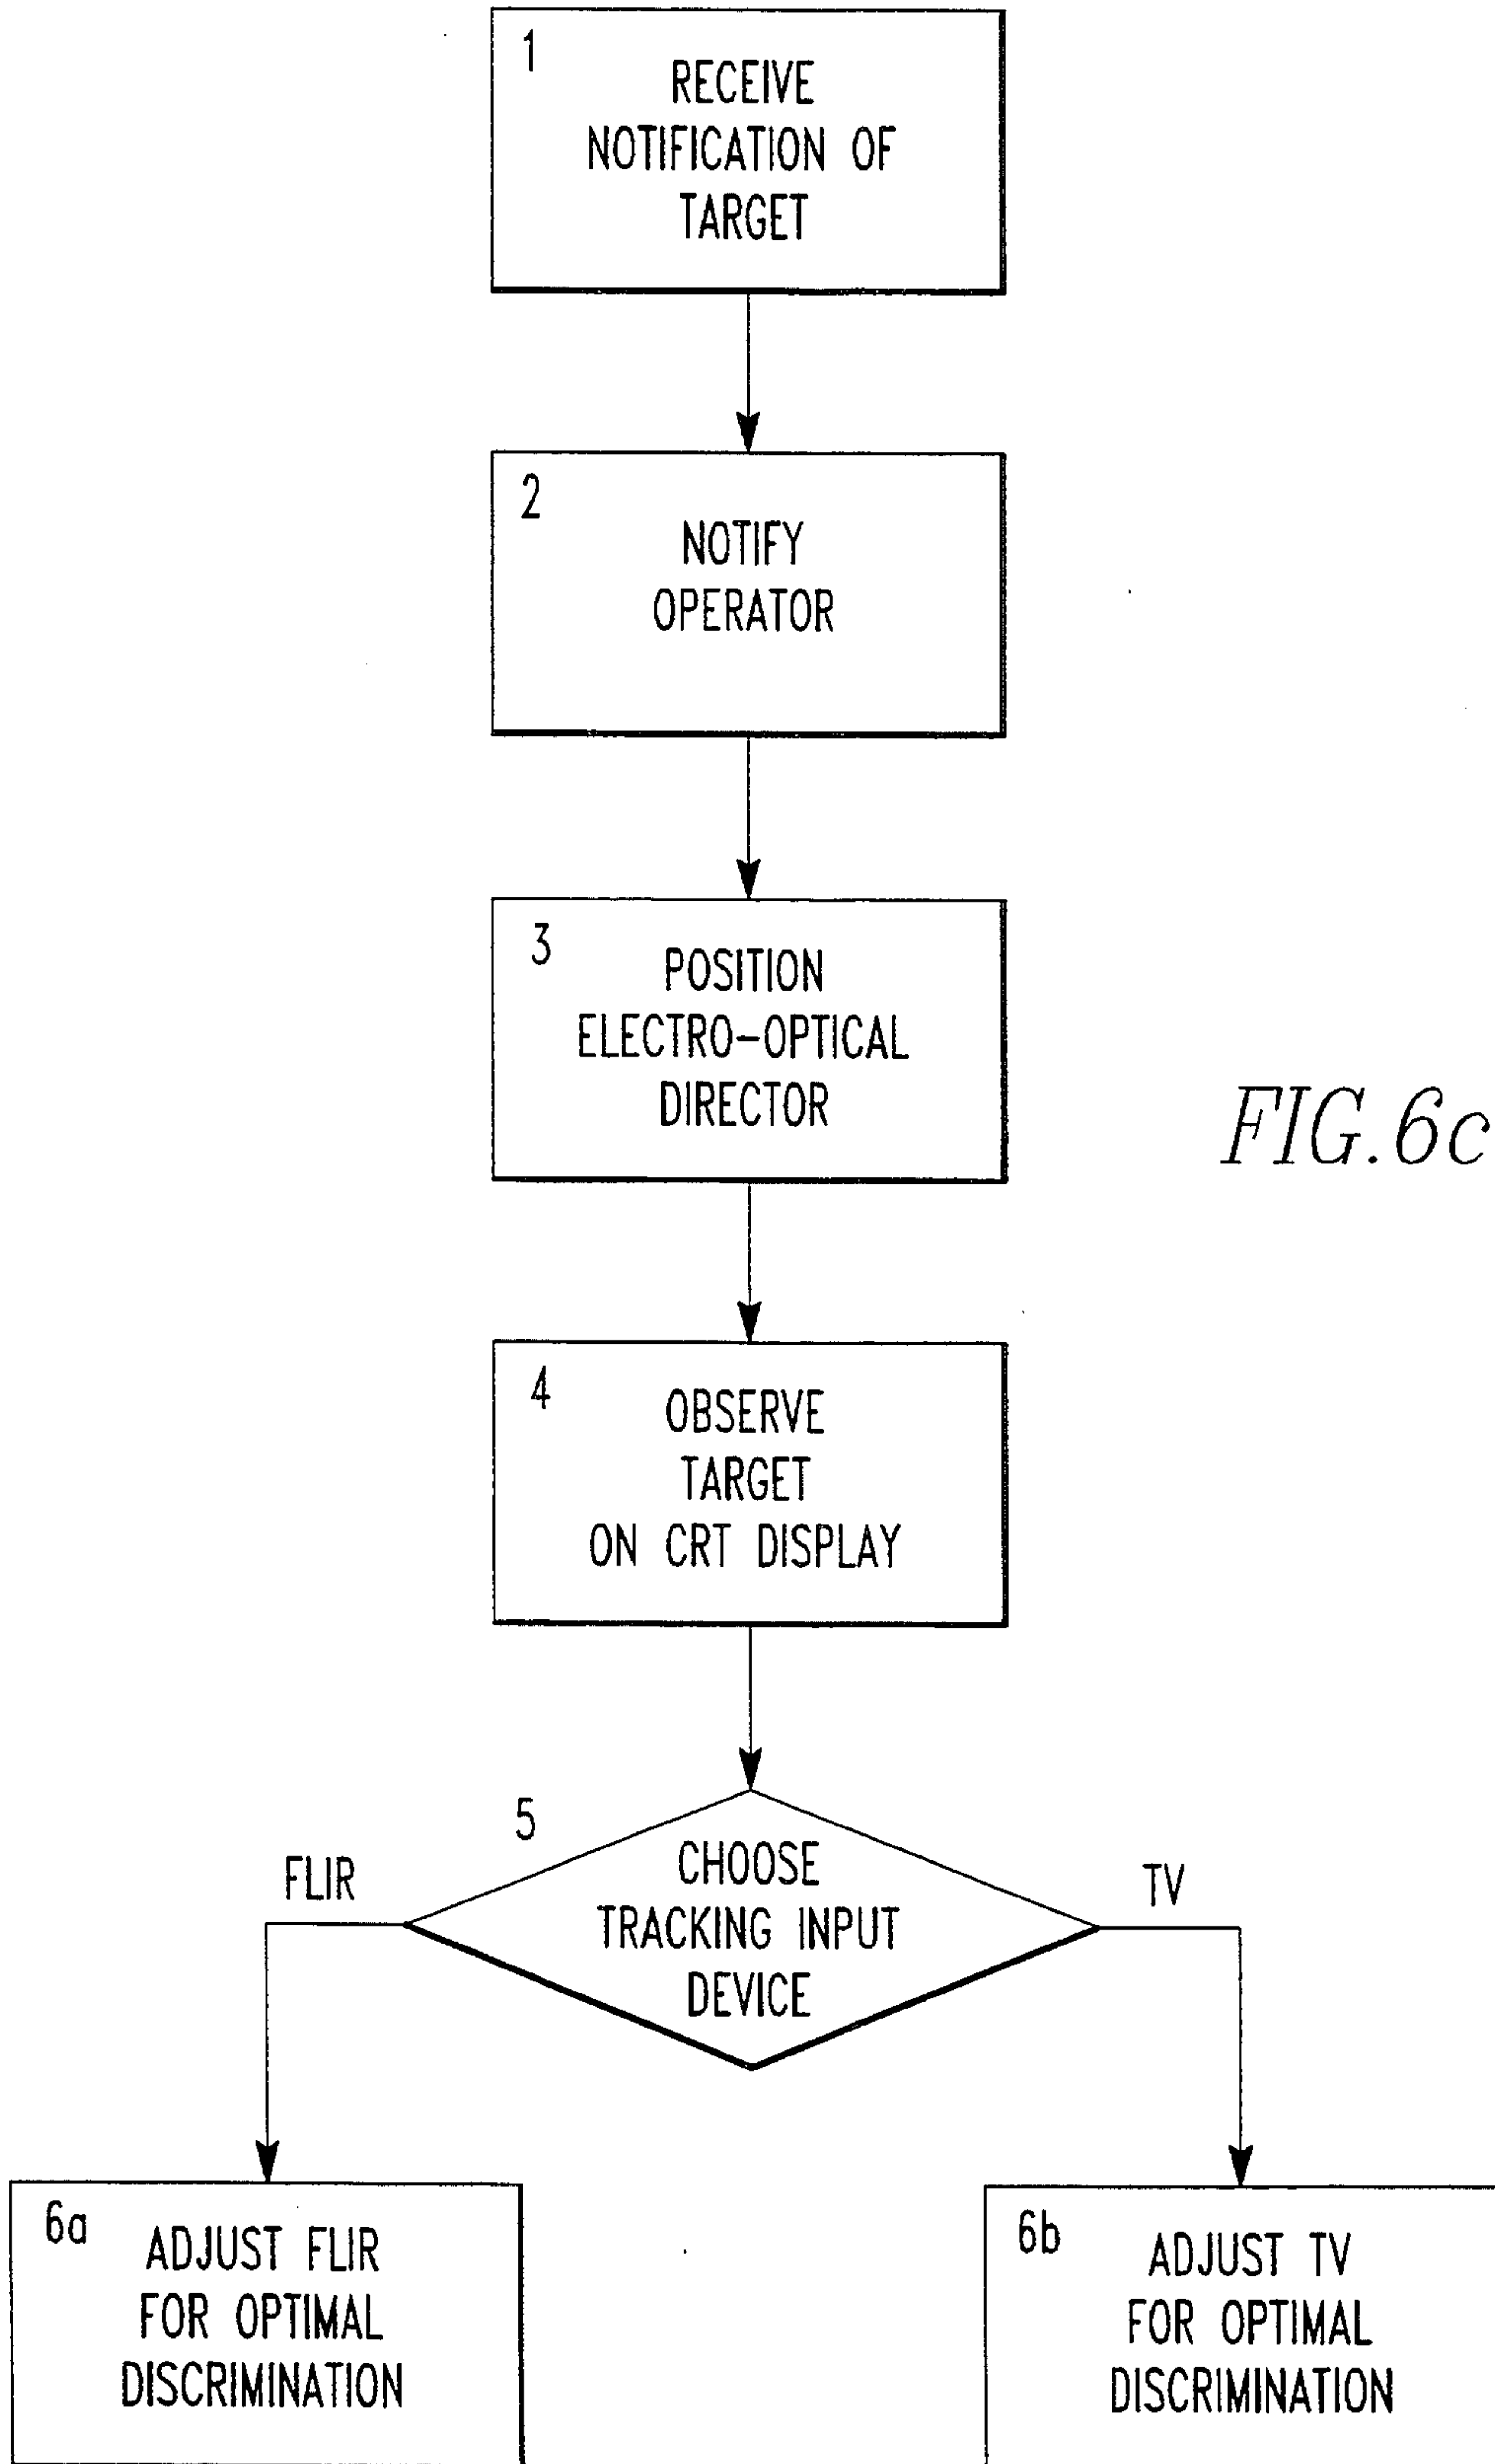 1
RECEIVE
NOTIFICATION OF
TARGET
2
NOTIFY
OPERATOR
3
POSITION
ELECTRO-OPTICAL
DIRECTOR
FIG.6c
4
OBSERVE
TARGET
ON CRT DISPLAY
5
CHOOSE
TRACKING INPUT
DEVICE
FLIR
TV
6a
ADJUST FLIR
FOR OPTIMAL
DISCRIMINATION
6b
ADJUST TV
FOR OPTIMAL
DISCRIMINATION